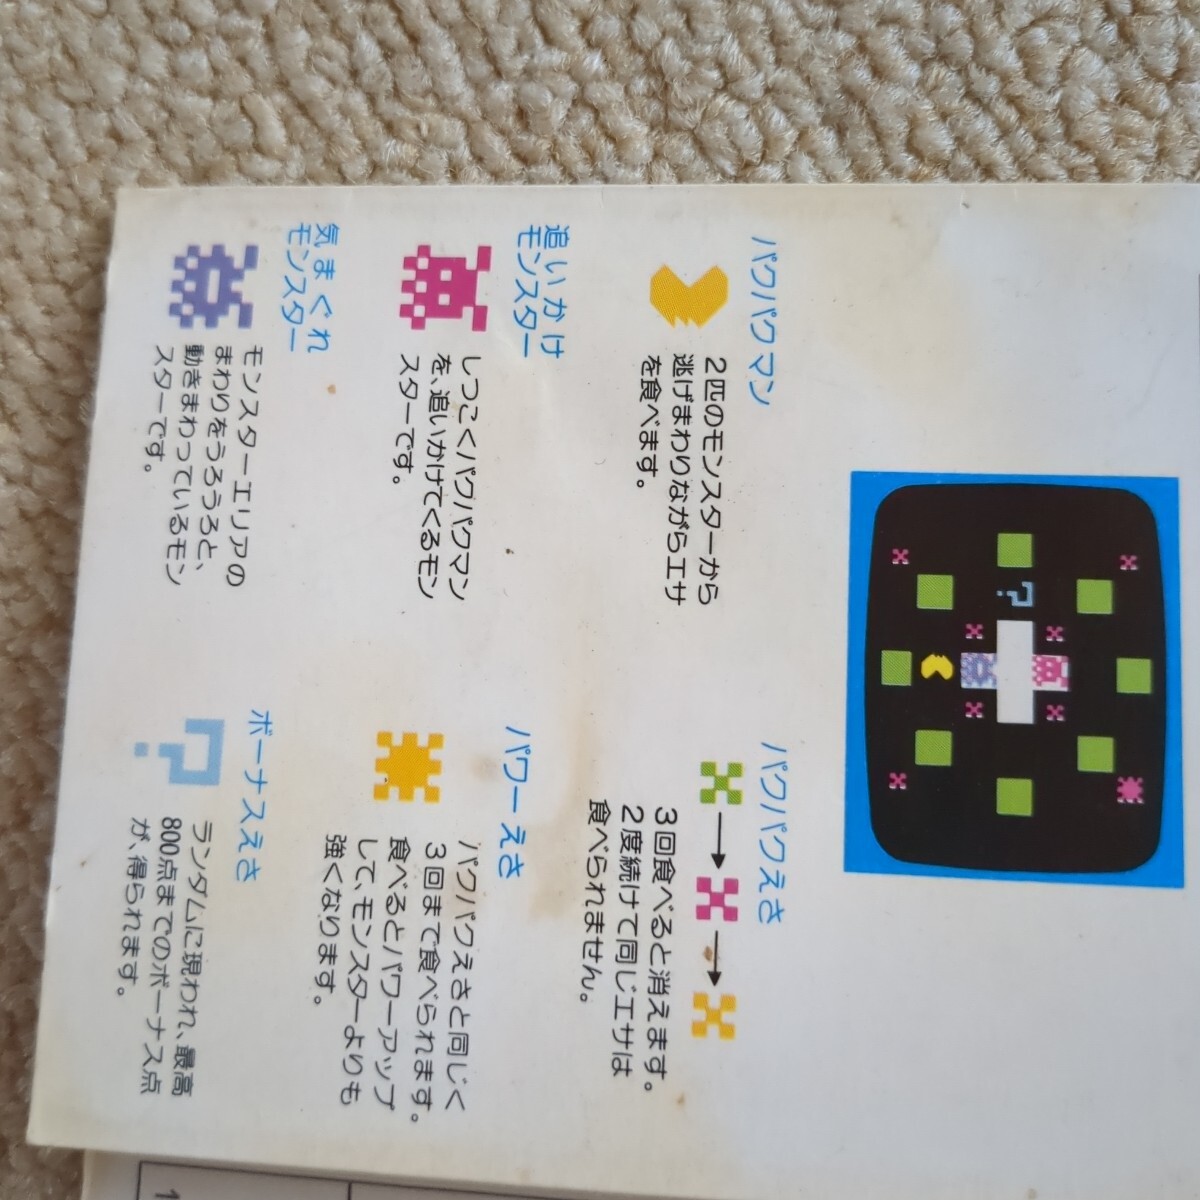 パクパクマン
2匹のモンスターから
逃げまわりながらエサ
を食べます。
追いかけ
モンスター
しつこくパクパクマン
を、追いかけてくるモン
スターです。
気まぐれ
モンスター
モンスターエリアの
まわりをうろうろと、
動きまわっているモン
スターです。
パクパクえさ
3回食べると消えます。
2度続けて同じエサは
食べられません。
パワーえさ
パクパクえさと同じく
3回まで食べられます。
食べるとパワーアップ
して、モンスターよりも
強くなります。
ボーナスえさ
ランダムに現われ、最高
800点までのボーナス点
が、得られます。
?
?
1